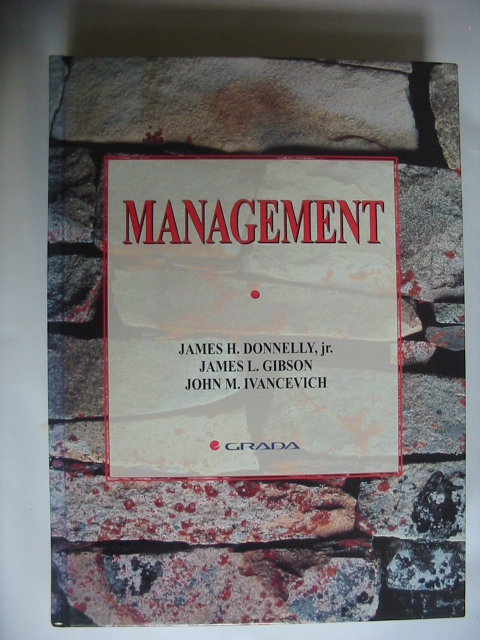 MANAGEMENT
JAMES H. DONNELLY, jr.
JAMES L. GIBSON
JOHN M. IVANCEVICH
GRADA